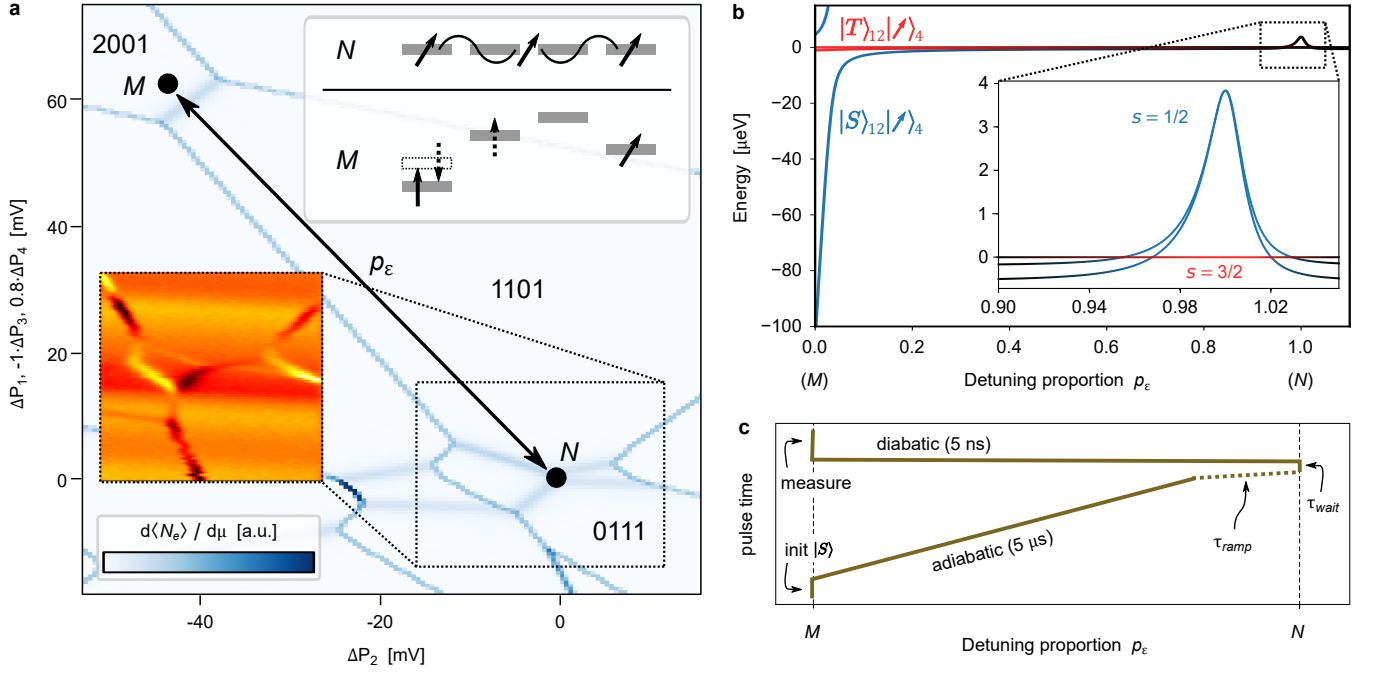 a
2001
M
N
M
pε
1101
N
0111
60
40
20
0
ΔP1, -1·ΔP3, 0.8·ΔP4 [mV]
d⟨Ne⟩ / dμ [a.u.]
-40
-20
0
ΔP2 [mV]
b
|T⟩12|↗⟩4
|S⟩12|↗⟩4
0
−20
−40
−60
−80
−100
Energy [μeV]
4
3
2
1
0
s = 1/2
s = 3/2
0.90
0.94
0.98
1.02
0.0
0.2
0.4
0.6
0.8
1.0
(M)
Detuning proportion pε
(N)
c
diabatic (5 ns)
measure
τwait
τramp
init |S⟩
adiabatic (5 μs)
pulse time
M
Detuning proportion pε
N